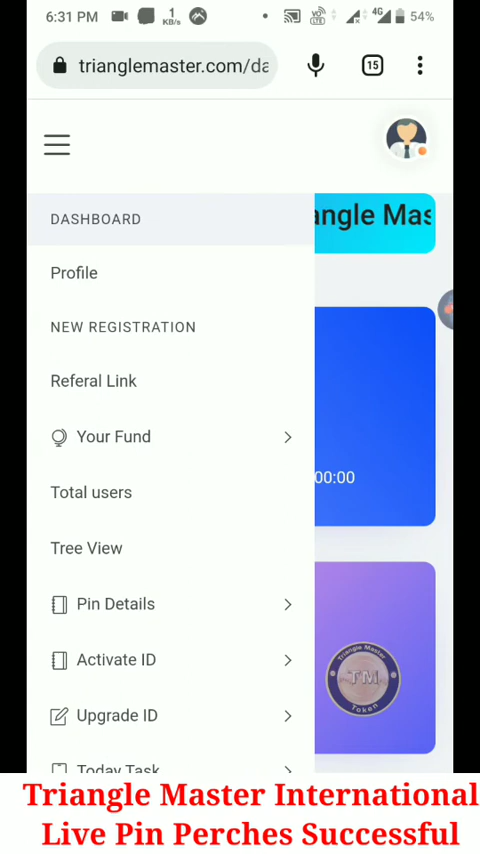 6:31 PM 1 KB/s VO LTE 4G 54%
trianglemaster.com/da 15
DASHBOARD
angle Mas
Profile
NEW REGISTRATION
Referal Link
Your Fund
00:00
Total users
Tree View
Pin Details
Activate ID
Triangle Master
TM
Token
Upgrade ID
Today Task
Triangle Master International
Live Pin Perches Successful